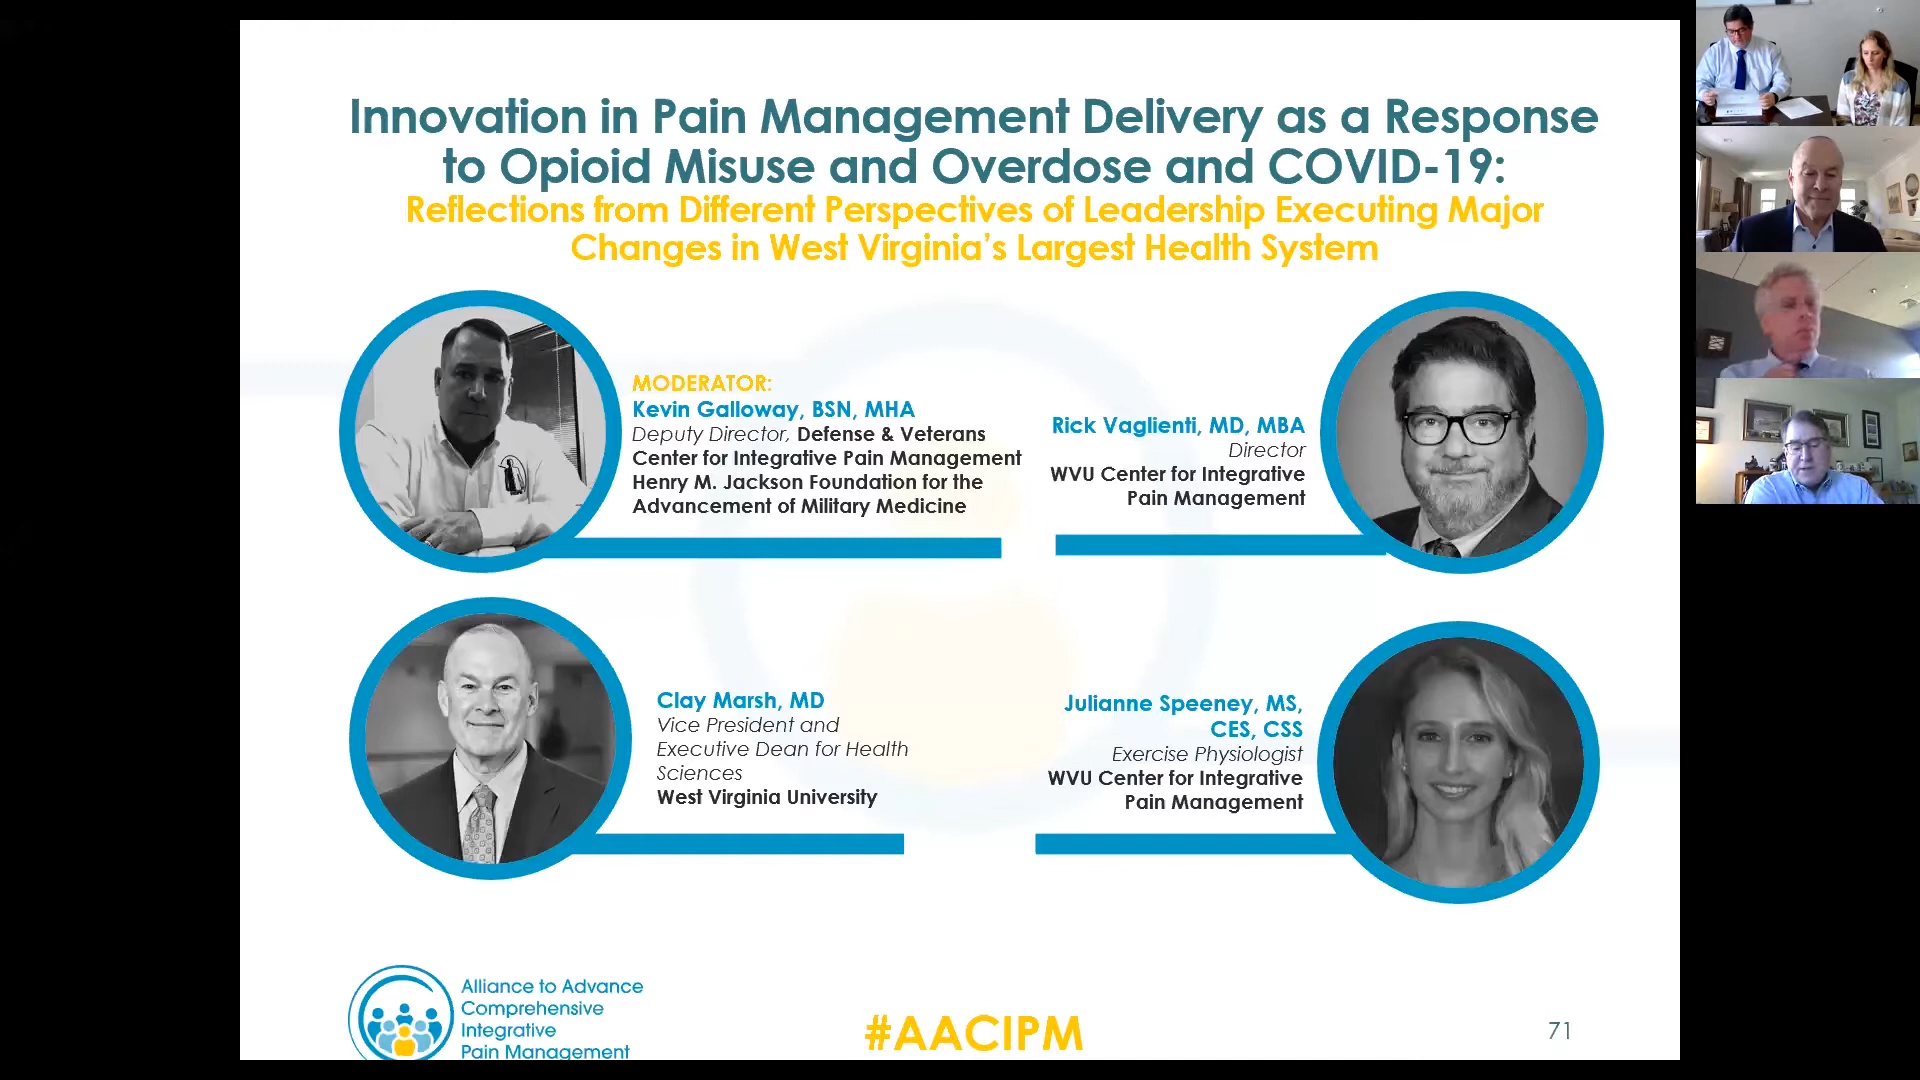 Innovation in Pain Management Delivery as a Response
to Opioid Misuse and Overdose and COVID-19:
Reflections from Different Perspectives of Leadership Executing Major
Changes in West Virginia’s Largest Health System
MODERATOR:
Kevin Galloway, BSN, MHA
Deputy Director, Defense & Veterans
Center for Integrative Pain Management
Henry M. Jackson Foundation for the
Advancement of Military Medicine
Rick Vaglienti, MD, MBA
Director
WVU Center for Integrative
Pain Management
Clay Marsh, MD
Vice President and
Executive Dean for Health
Sciences
West Virginia University
Julianne Speeney, MS,
CES, CSS
Exercise Physiologist
WVU Center for Integrative
Pain Management
Alliance to Advance
Comprehensive
Integrative
Pain Management
#AACIPM
71